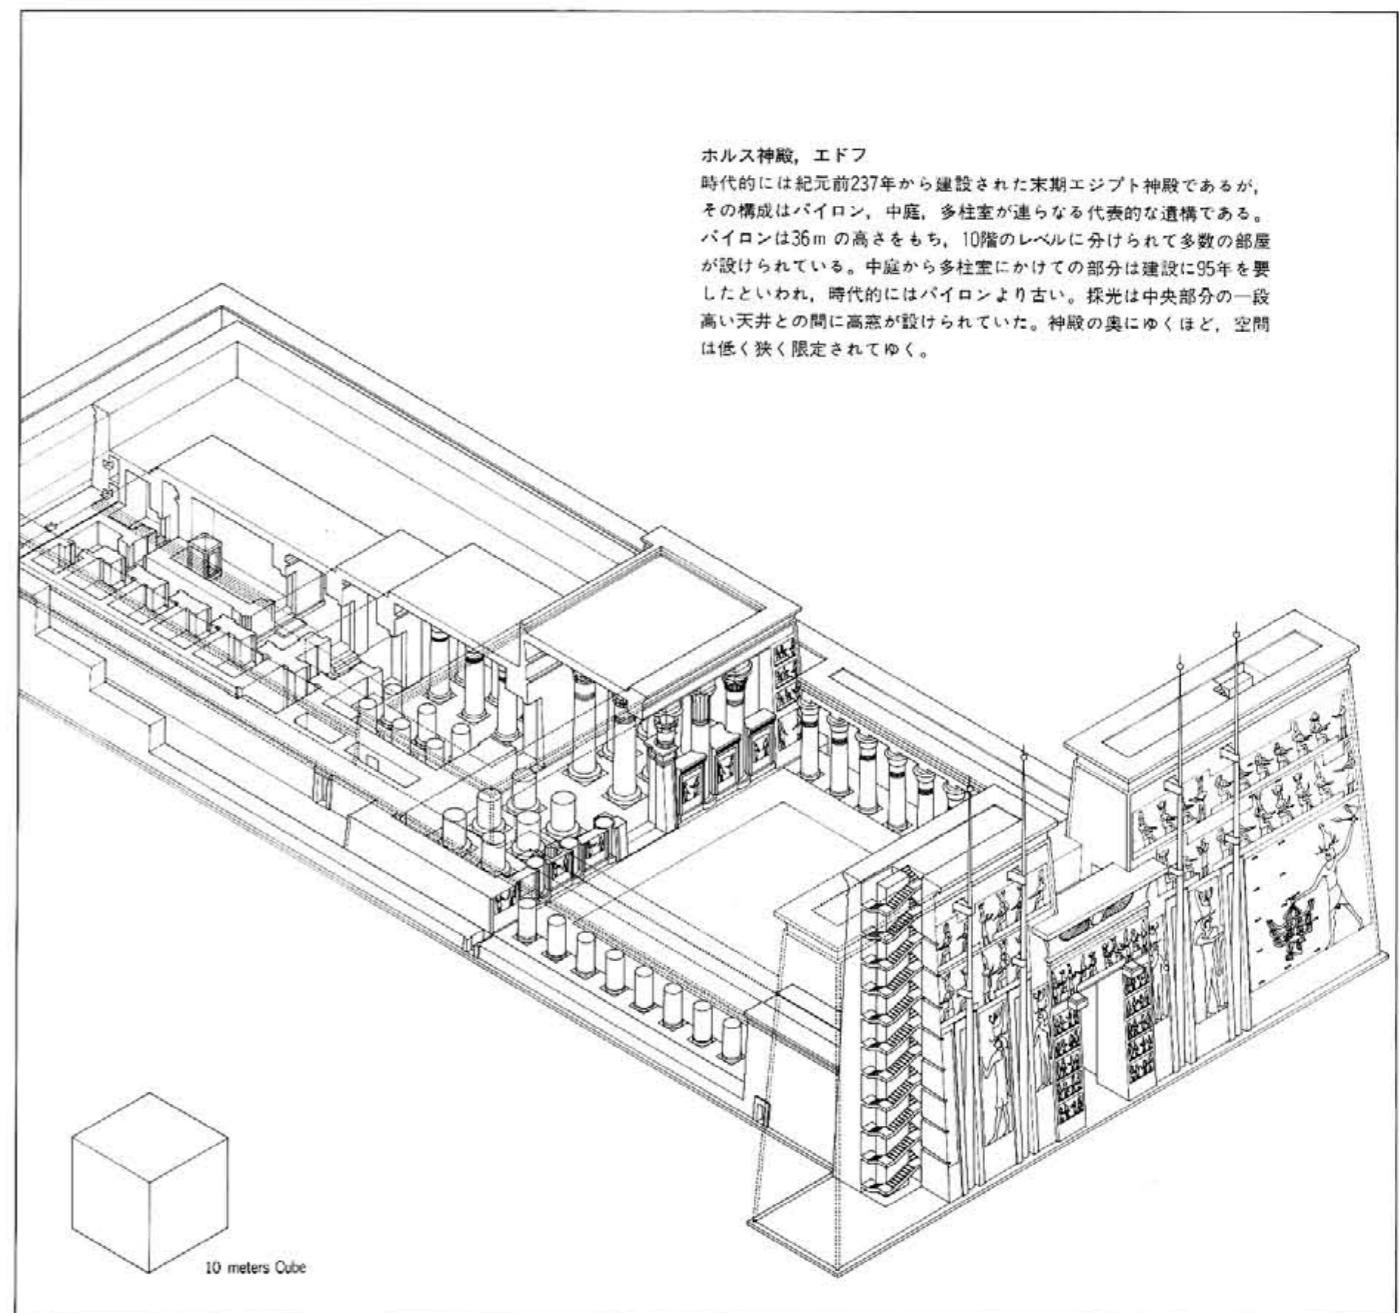 ホルス神殿，エドフ
時代的には紀元前237年から建設された末期エジプト神殿であるが，
その構成はパイロン，中庭，多柱室が連らなる代表的な遺構である。
パイロンは36m の高さをもち，10階のレベルに分けられて多数の部屋
が設けられている。中庭から多柱室にかけての部分は建設に95年を要
したといわれ，時代的にはパイロンより古い。採光は中央部分の一段
高い天井との間に高窓が設けられていた。神殿の奥にゆくほど，空間
は低く狭く限定されてゆく。
10 meters Cube